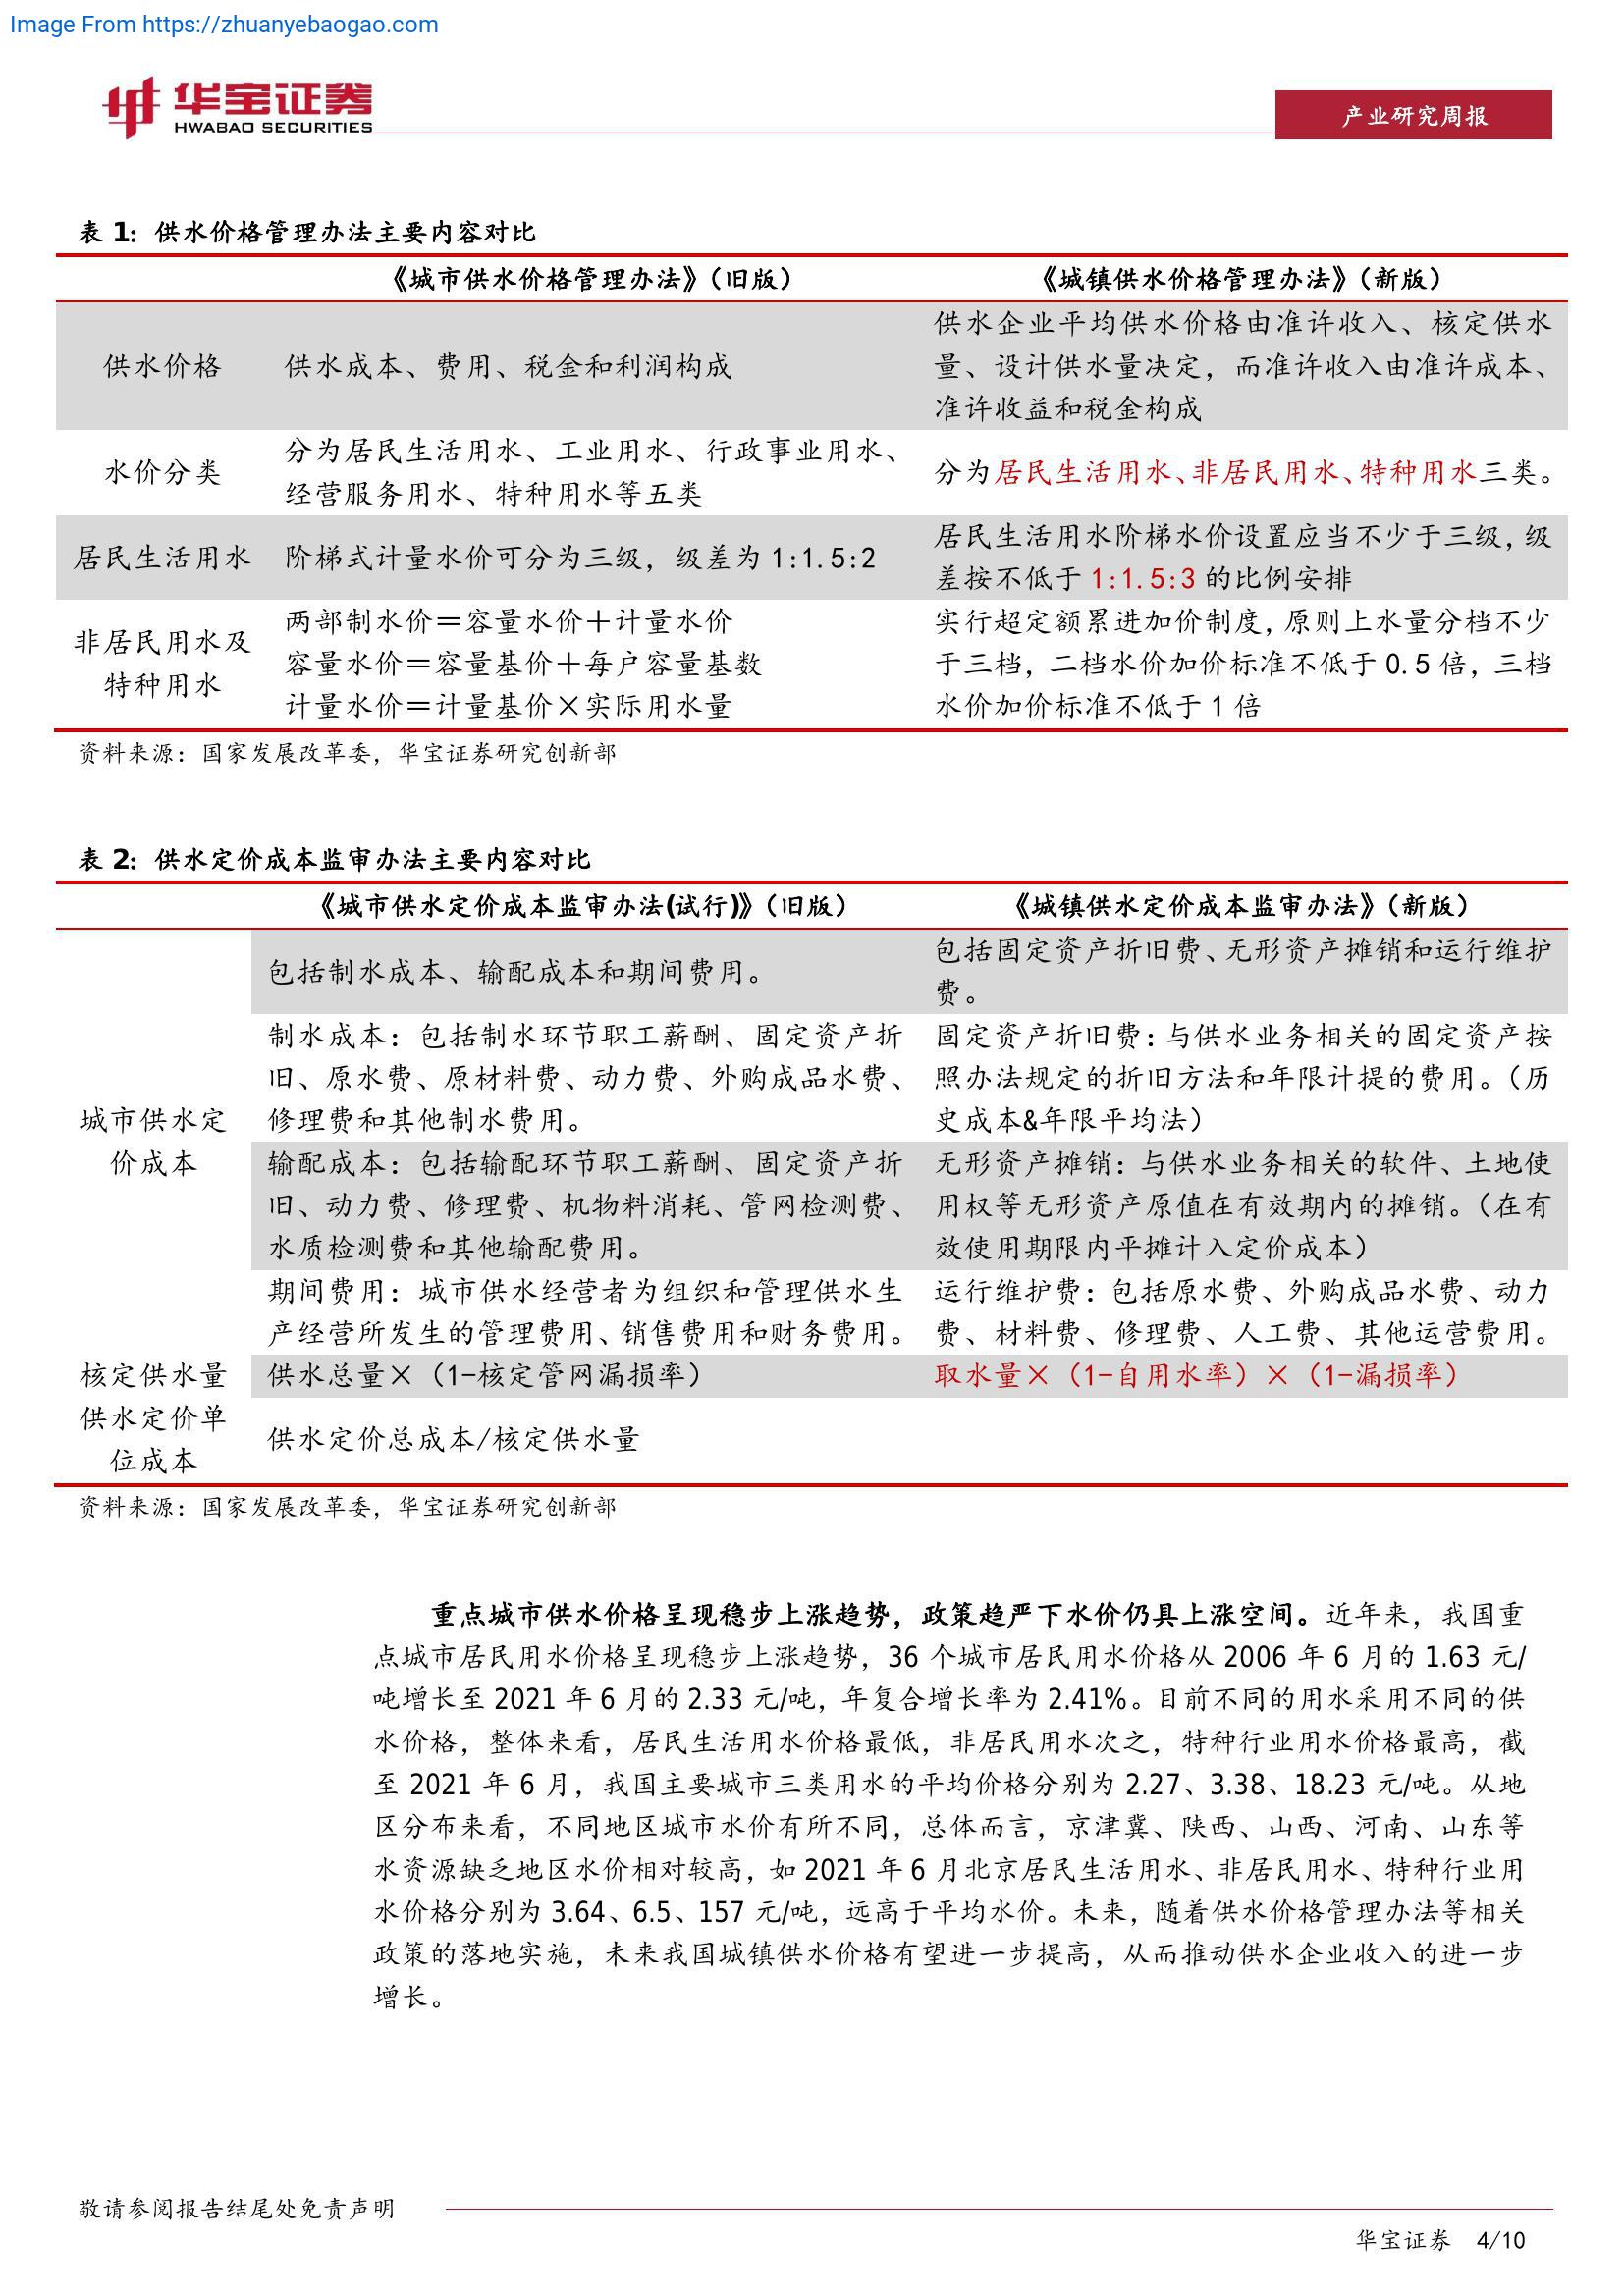 Image From https://zhuanyebaogao.com
华宝证券
HWABAO SECURITIES
产业研究周报
表 1：供水价格管理办法主要内容对比
《城市供水价格管理办法》（旧版）
《城镇供水价格管理办法》（新版）
供水价格
供水成本、费用、税金和利润构成
供水企业平均供水价格由准许收入、核定供水
量、设计供水量决定，而准许收入由准许成本、
准许收益和税金构成
水价分类
分为居民生活用水、工业用水、行政事业用水、
经营服务用水、特种用水等五类
分为居民生活用水、非居民用水、特种用水三类。
居民生活用水
阶梯式计量水价可分为三级，级差为 1:1.5:2
居民生活用水阶梯水价设置应当不少于三级，级
差按不低于 1:1.5:3 的比例安排
非居民用水及
特种用水
两部制水价＝容量水价＋计量水价
容量水价＝容量基价＋每户容量基数
计量水价＝计量基价×实际用水量
实行超定额累进加价制度，原则上水量分档不少
于三档，二档水价加价标准不低于 0.5 倍，三档
水价加价标准不低于 1 倍
资料来源：国家发展改革委，华宝证券研究创新部
表 2：供水定价成本监审办法主要内容对比
《城市供水定价成本监审办法(试行)》（旧版）
《城镇供水定价成本监审办法》（新版）
城市供水定
价成本
包括制水成本、输配成本和期间费用。
包括固定资产折旧费、无形资产摊销和运行维护
费。
制水成本：包括制水环节职工薪酬、固定资产折
旧、原水费、原材料费、动力费、外购成品水费、
修理费和其他制水费用。
固定资产折旧费：与供水业务相关的固定资产按
照办法规定的折旧方法和年限计提的费用。（历
史成本&年限平均法）
输配成本：包括输配环节职工薪酬、固定资产折
旧、动力费、修理费、机物料消耗、管网检测费、
水质检测费和其他输配费用。
无形资产摊销：与供水业务相关的软件、土地使
用权等无形资产原值在有效期内的摊销。（在有
效使用期限内平摊计入定价成本）
期间费用：城市供水经营者为组织和管理供水生
产经营所发生的管理费用、销售费用和财务费用。
运行维护费：包括原水费、外购成品水费、动力
费、材料费、修理费、人工费、其他运营费用。
核定供水量
供水总量×（1-核定管网漏损率）
取水量×（1-自用水率）×（1-漏损率）
供水定价单
位成本
供水定价总成本/核定供水量
资料来源：国家发展改革委，华宝证券研究创新部
重点城市供水价格呈现稳步上涨趋势，政策趋严下水价仍具上涨空间。近年来，我国重
点城市居民用水价格呈现稳步上涨趋势，36 个城市居民用水价格从 2006 年 6 月的 1.63 元/
吨增长至 2021 年 6 月的 2.33 元/吨，年复合增长率为 2.41%。目前不同的用水采用不同的供
水价格，整体来看，居民生活用水价格最低，非居民用水次之，特种行业用水价格最高，截
至 2021 年 6 月，我国主要城市三类用水的平均价格分别为 2.27、3.38、18.23 元/吨。从地
区分布来看，不同地区城市水价有所不同，总体而言，京津冀、陕西、山西、河南、山东等
水资源缺乏地区水价相对较高，如 2021 年 6 月北京居民生活用水、非居民用水、特种行业用
水价格分别为 3.64、6.5、157 元/吨，远高于平均水价。未来，随着供水价格管理办法等相关
政策的落地实施，未来我国城镇供水价格有望进一步提高，从而推动供水企业收入的进一步
增长。
敬请参阅报告结尾处免责声明
华宝证券 4/10